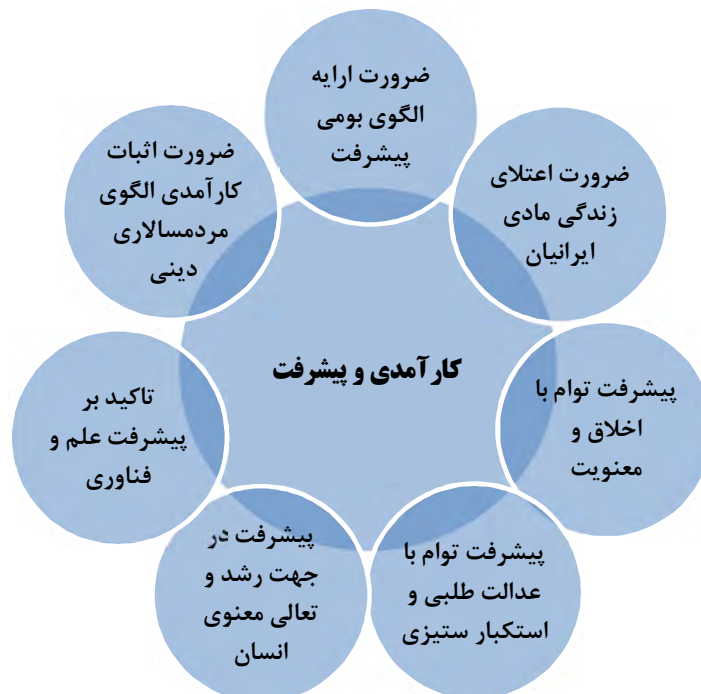 ضرورت ارایه
الگوی بومی
پیشرفت
ضرورت اعتلای
زندگی مادی
ایرانیان
پیشرفت توام با
اخلاق و
معنویت
پیشرفت توام با
عدالت طلبی و
استکبار ستیزی
پیشرفت در
جهت رشد و
تعالی معنوی
انسان
تاکید بر
پیشرفت علم و
فناوری
ضرورت اثبات
کارآمدی الگوی
مردمسالاری
دینی
کارآمدی و پیشرفت